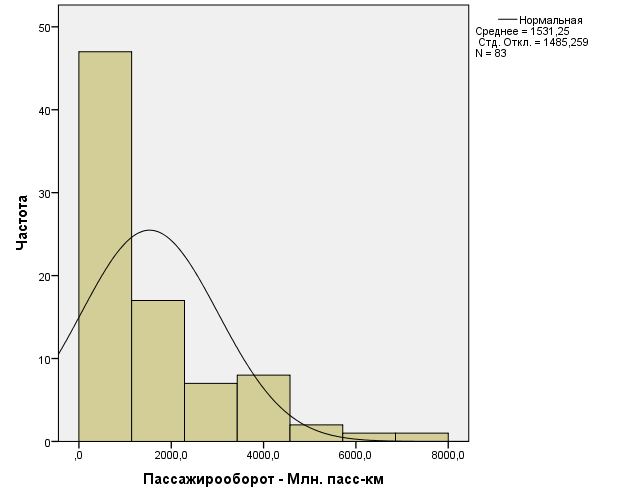 Нормальная
Среднее = 1531,25
Стд. Откл. = 1485,259
N = 83
50
40
30
20
10
0
Частота
,0
2000,0
4000,0
6000,0
8000,0
Пассажирооборот - Млн. пасс-км